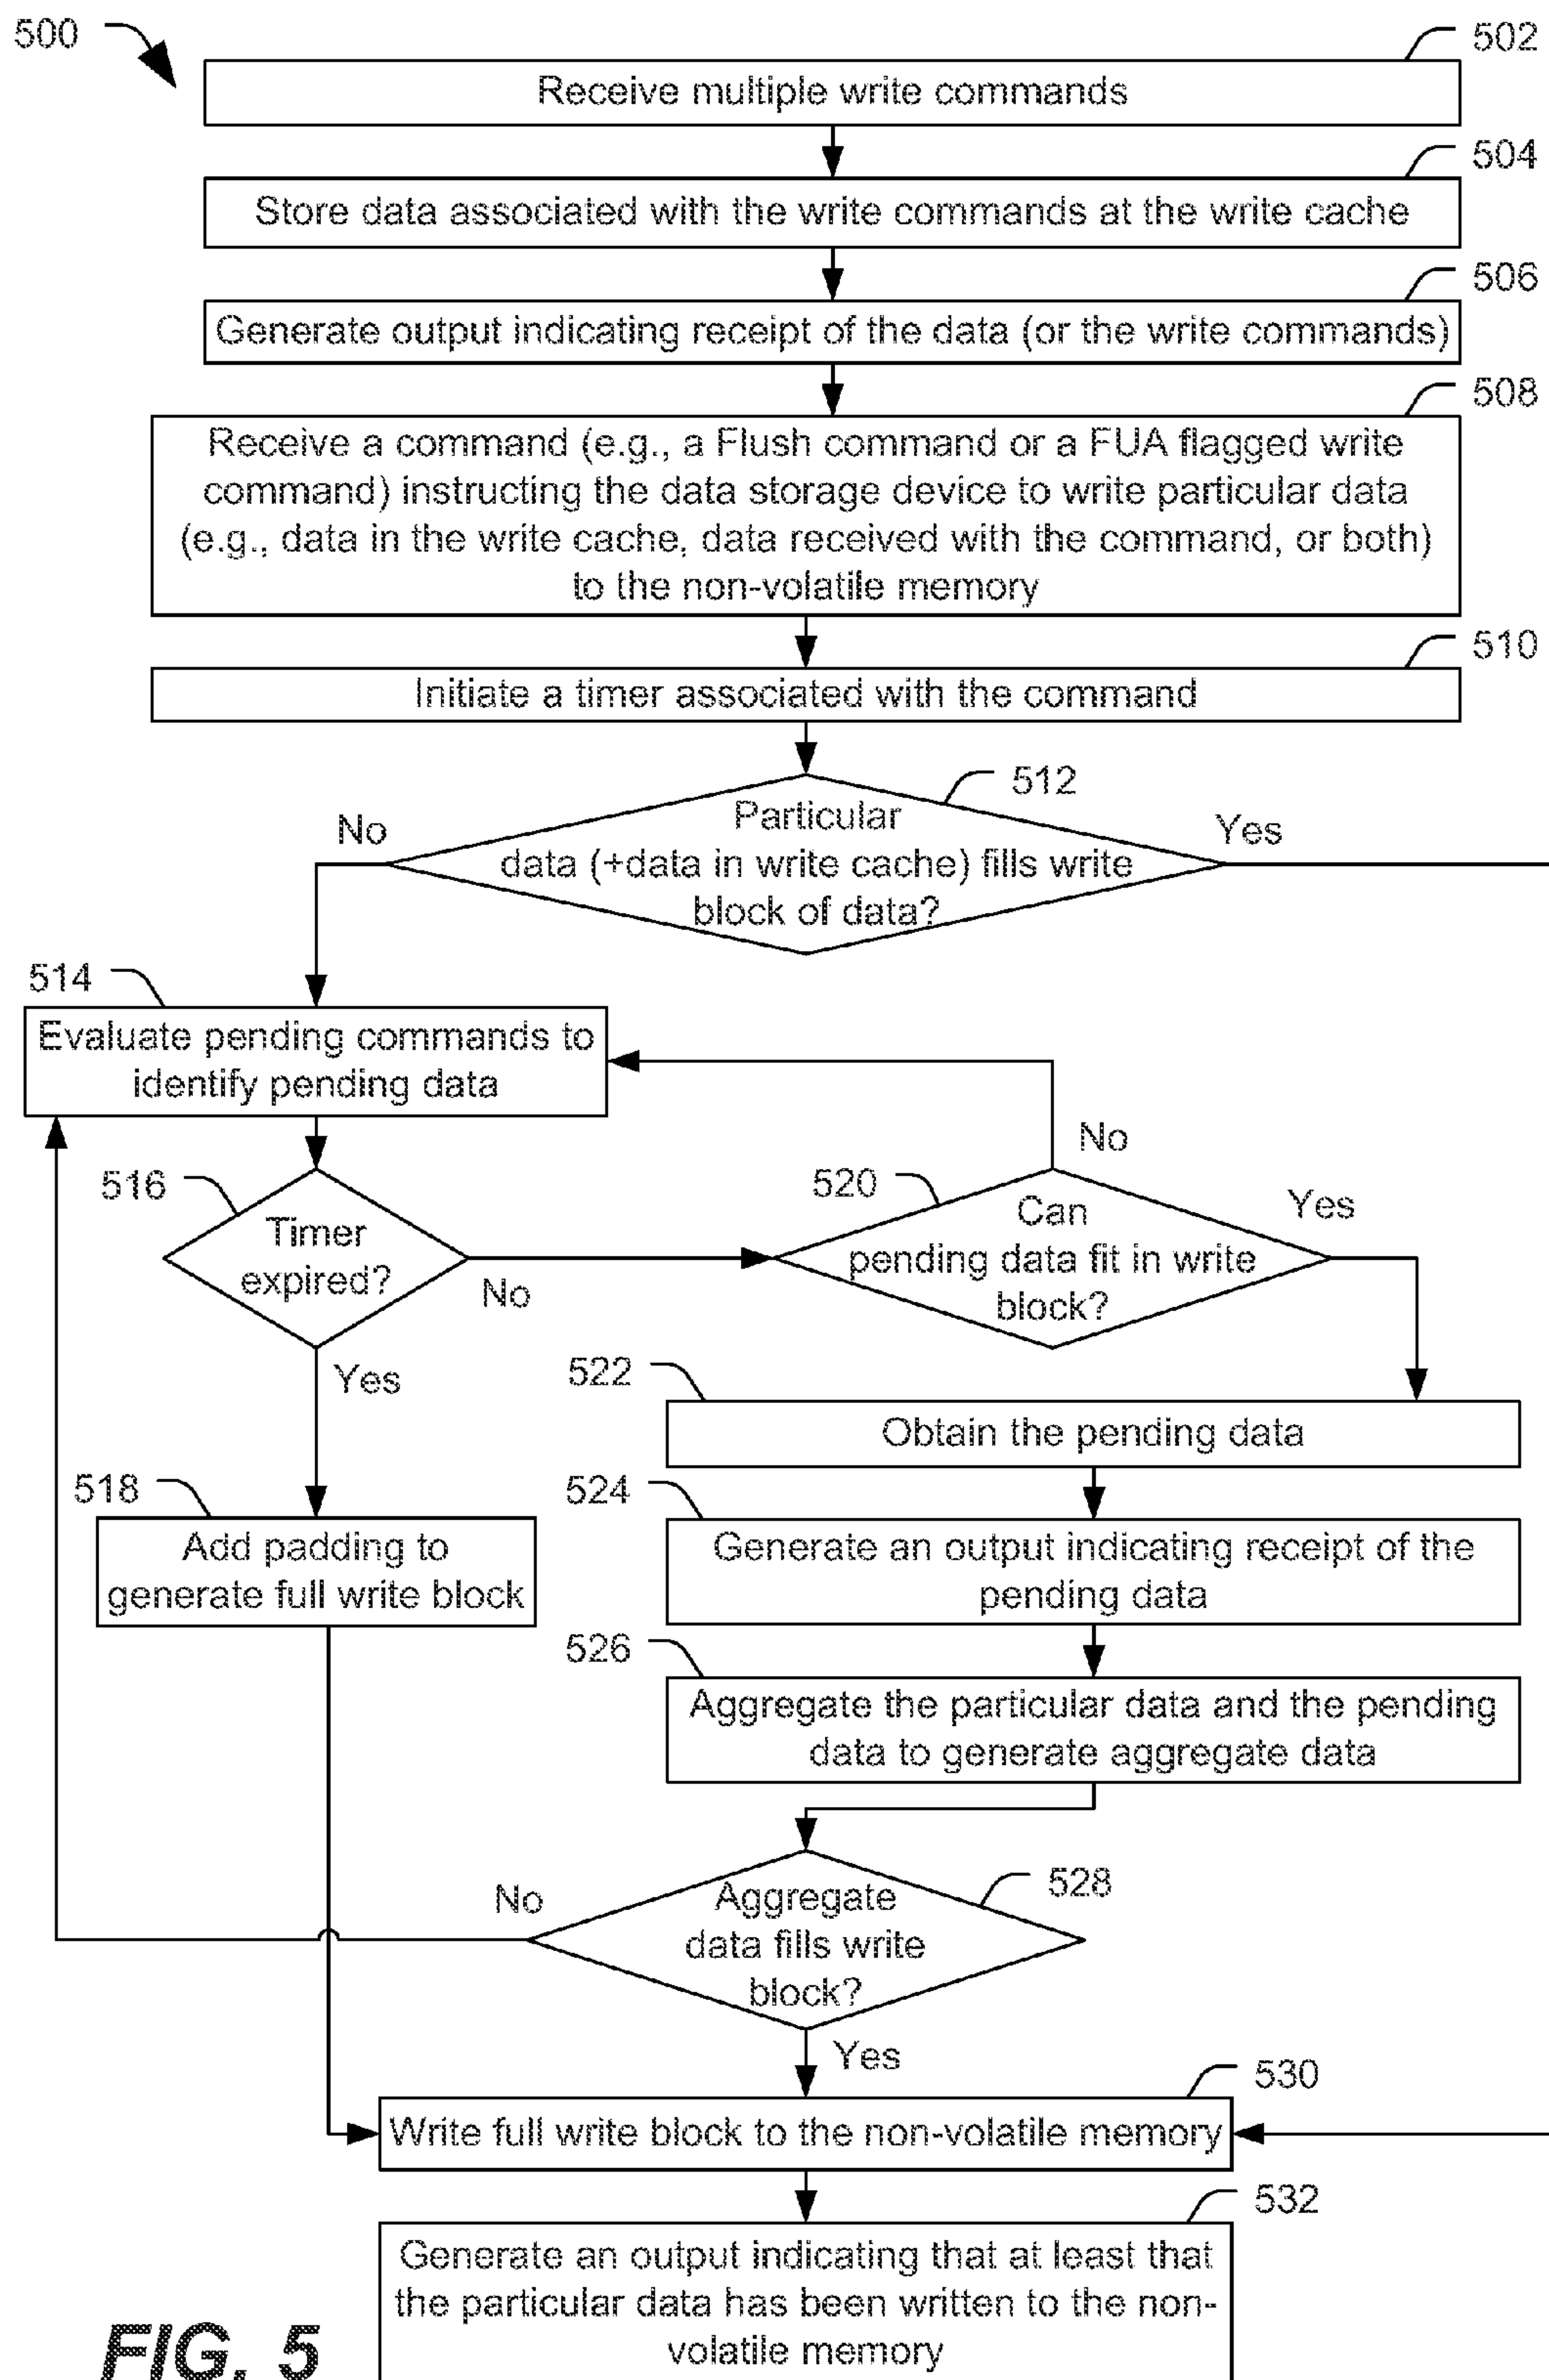 500
502
Receive multiple write commands
504
Store data associated with the write commands at the write cache
506
Generate output indicating receipt of the data (or the write commands)
508
Receive a command (e.g., a Flush command or a FUA flagged write
command) instructing the data storage device to write particular data
(e.g., data in the write cache, data received with the command, or both)
to the non-volatile memory
510
Initiate a timer associated with the command
512
Particular
data (+data in write cache) fills write
block of data?
No
Yes
514
Evaluate pending commands to
identify pending data
516
Timer
expired?
No
Yes
520
Can
pending data fit in write
block?
No
Yes
518
Add padding to
generate full write block
522
Obtain the pending data
524
Generate an output indicating receipt of the
pending data
526
Aggregate the particular data and the pending
data to generate aggregate data
528
Aggregate
data fills write
block?
No
Yes
530
Write full write block to the non-volatile memory
532
Generate an output indicating that at least that
the particular data has been written to the non-
volatile memory
FIG. 5